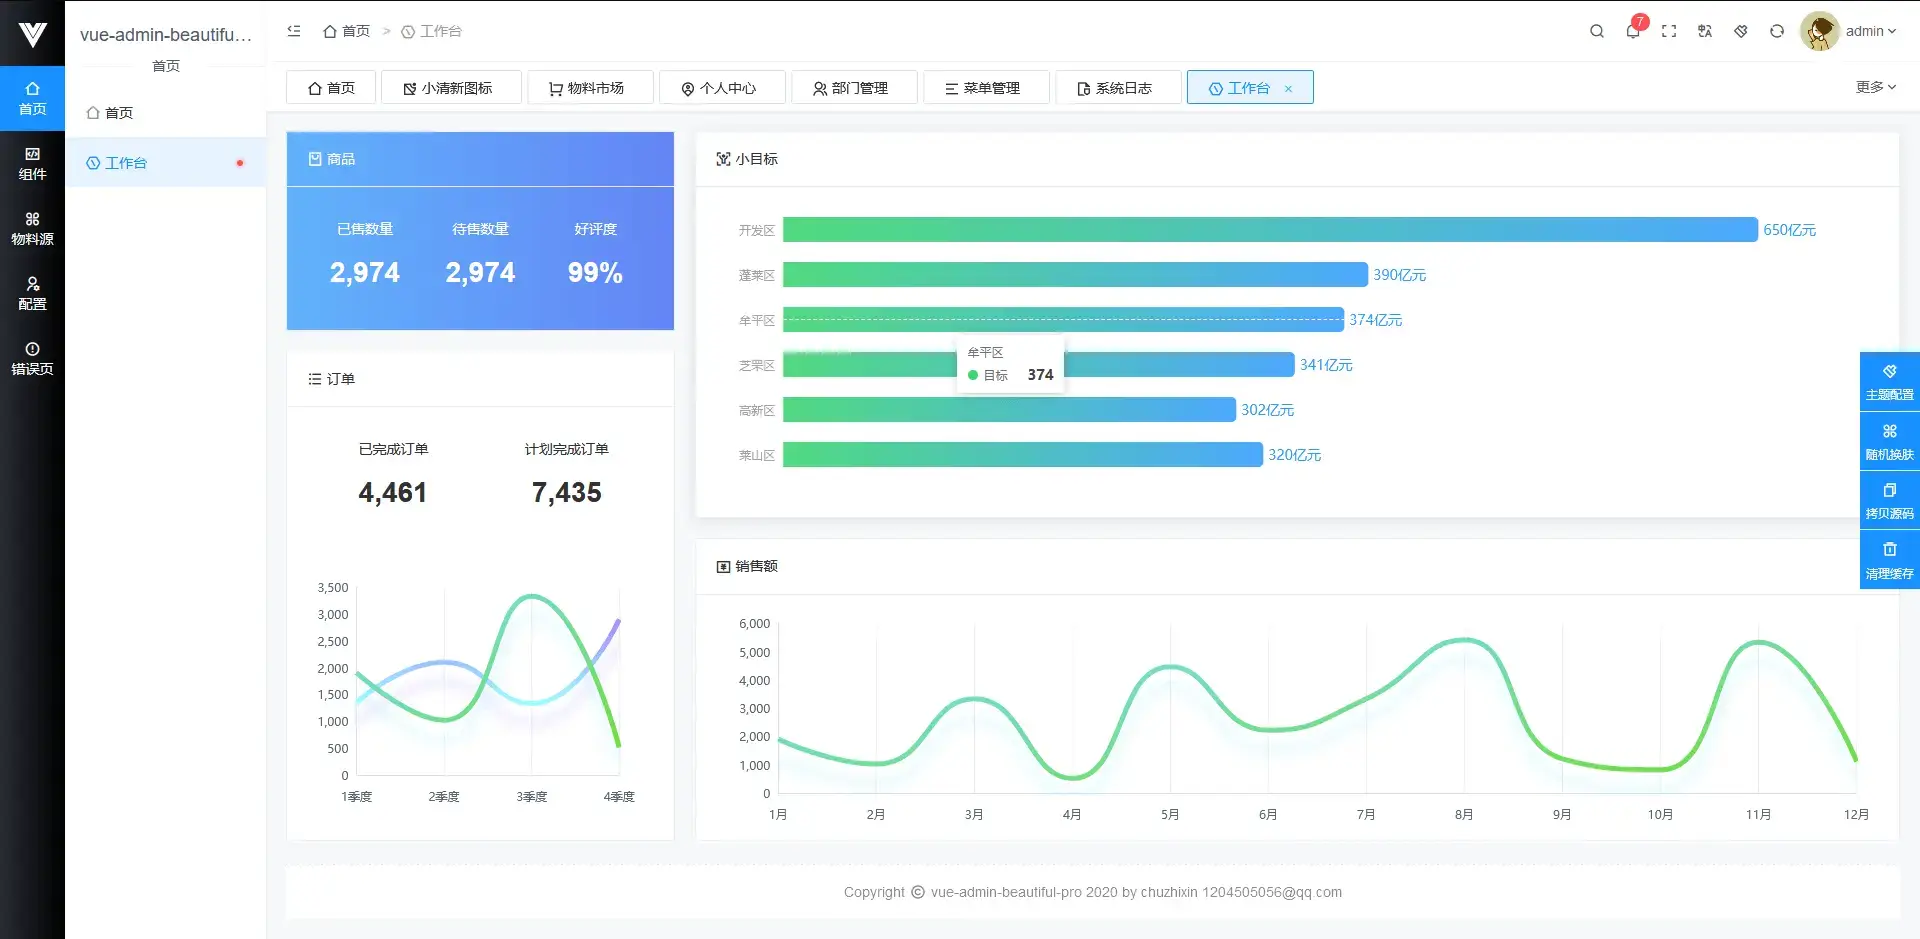 首页
组件
物料源
配置
错误页
vue-admin-beautifu...
首页
首页
工作台
首页 > 工作台
7
admin
首页
小清新图标
物料市场
个人中心
部门管理
菜单管理
系统日志
工作台 ×
更多
商品
已售数量 待售数量 好评度
2,974 2,974 99%
订单
已完成订单 计划完成订单
4,461 7,435
3,500
3,000
2,500
2,000
1,500
1,000
500
0
1季度 2季度 3季度 4季度
小目标
开发区 650亿元
蓬莱区 390亿元
牟平区 374亿元
芝罘区 341亿元
高新区 302亿元
莱山区 320亿元
牟平区
目标 374
销售额
6,000
5,000
4,000
3,000
2,000
1,000
0
1月 2月 3月 4月 5月 6月 7月 8月 9月 10月 11月 12月
主题配置
随机换肤
拷贝源码
清理缓存
Copyright © vue-admin-beautiful-pro 2020 by chuzhixin 1204505056@qq.com